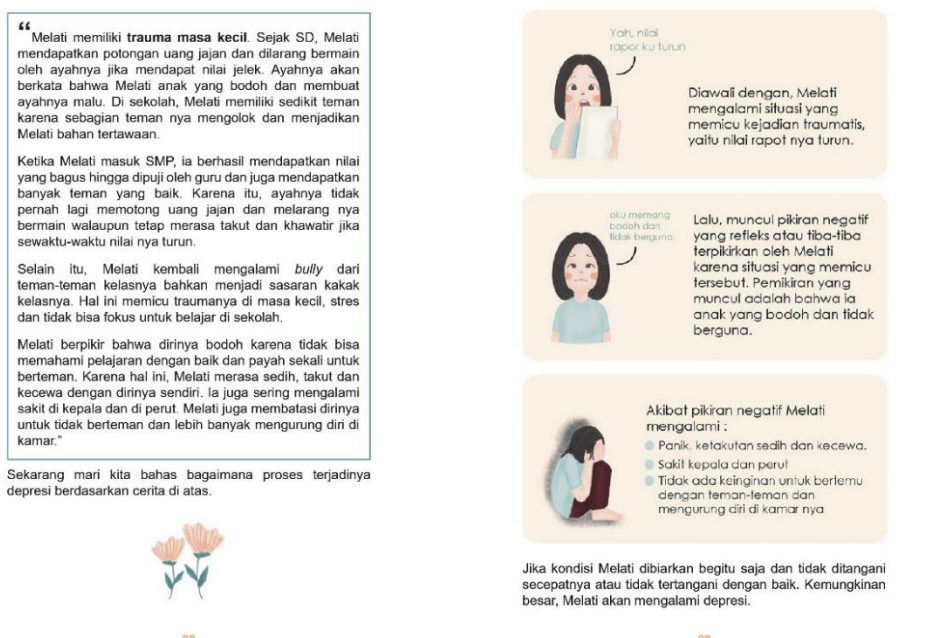 “Melati memiliki trauma masa kecil. Sejak SD, Melati
mendapatkan potongan uang jajan dan dilarang bermain
oleh ayahnya jika mendapat nilai jelek. Ayahnya akan
berkata bahwa Melati anak yang bodoh dan membuat
ayahnya malu. Di sekolah, Melati memiliki sedikit teman
karena sebagian teman nya mengolok dan menjadikan
Melati bahan tertawaan.
Ketika Melati masuk SMP, ia berhasil mendapatkan nilai
yang bagus hingga dipuji oleh guru dan juga mendapatkan
banyak teman yang baik. Karena itu, ayahnya tidak
pernah lagi memotong uang jajan dan melarang nya
bermain walaupun tetap merasa takut dan khawatir jika
sewaktu-waktu nilai nya turun.
Selain itu, Melati kembali mengalami bully dari
teman-teman kelasnya bahkan menjadi sasaran kakak
kelasnya. Hal ini memicu traumanya di masa kecil, stres
dan tidak bisa fokus untuk belajar di sekolah.
Melati berpikir bahwa dirinya bodoh karena tidak bisa
memahami pelajaran dengan baik dan payah sekali untuk
berteman. Karena hal ini, Melati merasa sedih, takut dan
kecewa dengan dirinya sendiri. Ia juga sering mengalami
sakit di kepala dan di perut. Melati juga membatasi dirinya
untuk tidak berteman dan lebih banyak mengurung diri di
kamar.”
Sekarang mari kita bahas bagaimana proses terjadinya
depresi berdasarkan cerita di atas.
Yah, nilai
rapor ku turun
Diawali dengan, Melati
mengalami situasi yang
memicu kejadian traumatis,
yaitu nilai rapot nya turun.
aku memang
bodoh dan
tidak berguna.
Lalu, muncul pikiran negatif
yang refleks atau tiba-tiba
terpikirkan oleh Melati
karena situasi yang memicu
tersebut. Pemikiran yang
muncul adalah bahwa ia
anak yang bodoh dan tidak
berguna.
Akibat pikiran negatif Melati
mengalami :
Panik, ketakutan sedih dan kecewa.
Sakit kepala dan perut
Tidak ada keinginan untuk bertemu
dengan teman-teman dan
mengurung diri di kamar nya
Jika kondisi Melati dibiarkan begitu saja dan tidak ditangani
secepatnya atau tidak tertangani dengan baik. Kemungkinan
besar, Melati akan mengalami depresi.